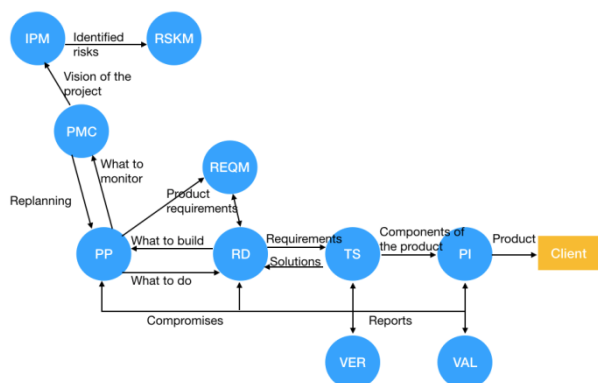 IPM
Identified
risks
RSKM
Vision of the
project
PMC
What to
monitor
REQM
Replanning
Product
requirements
PP
What to build
RD
Requirements
TS
Components of
the product
PI
Product
Client
Solutions
What to do
Compromises
Reports
VER
VAL